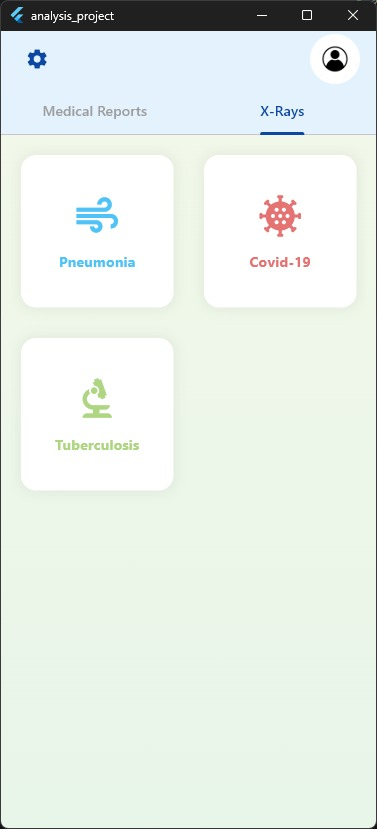 analysis_project
Medical Reports
X-Rays
Pneumonia
Covid-19
Tuberculosis